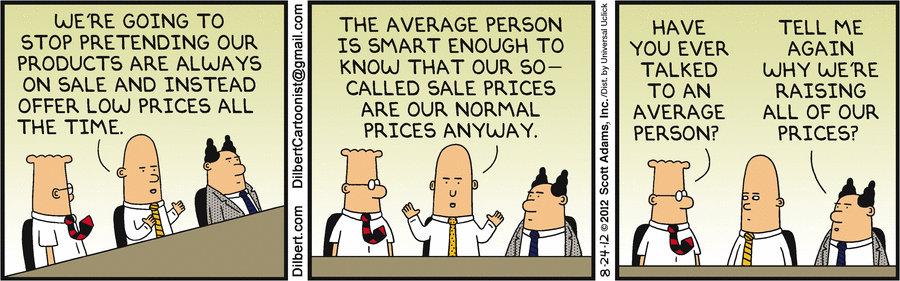 WE'RE GOING TO
STOP PRETENDING OUR
PRODUCTS ARE ALWAYS
ON SALE AND INSTEAD
OFFER LOW PRICES ALL
THE TIME.
Dilbert.com DilbertCartoonist@gmail.com
THE AVERAGE PERSON
IS SMART ENOUGH TO
KNOW THAT OUR SO-
CALLED SALE PRICES
ARE OUR NORMAL
PRICES ANYWAY.
8-24-12 ©2012 Scott Adams, Inc. /Dist. by Universal Uclick
HAVE
YOU EVER
TALKED
TO AN
AVERAGE
PERSON?
TELL ME
AGAIN
WHY WE'RE
RAISING
ALL OF OUR
PRICES?